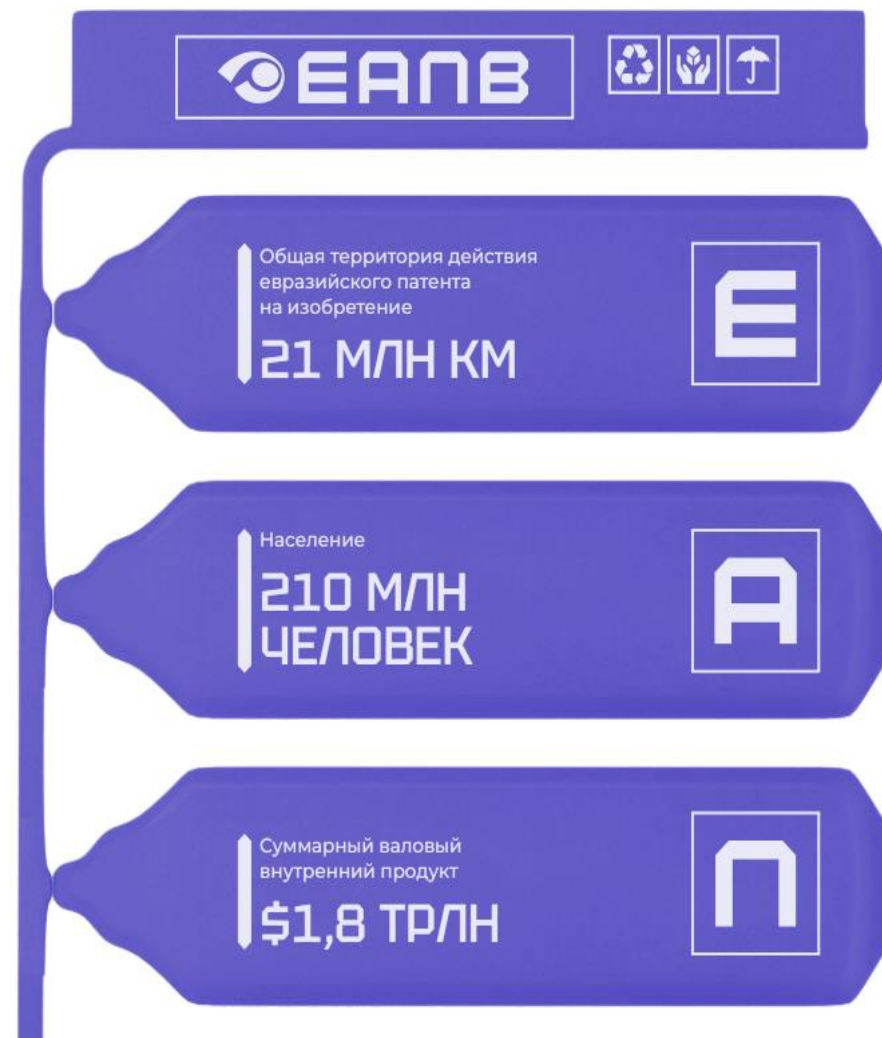 ЕАПВ
Общая территория действия
евразийского патента
на изобретение
21 МЛН КМ
Е
Население
210 МЛН
ЧЕЛОВЕК
А
Суммарный валовый
внутренний продукт
$1,8 ТРЛН
П